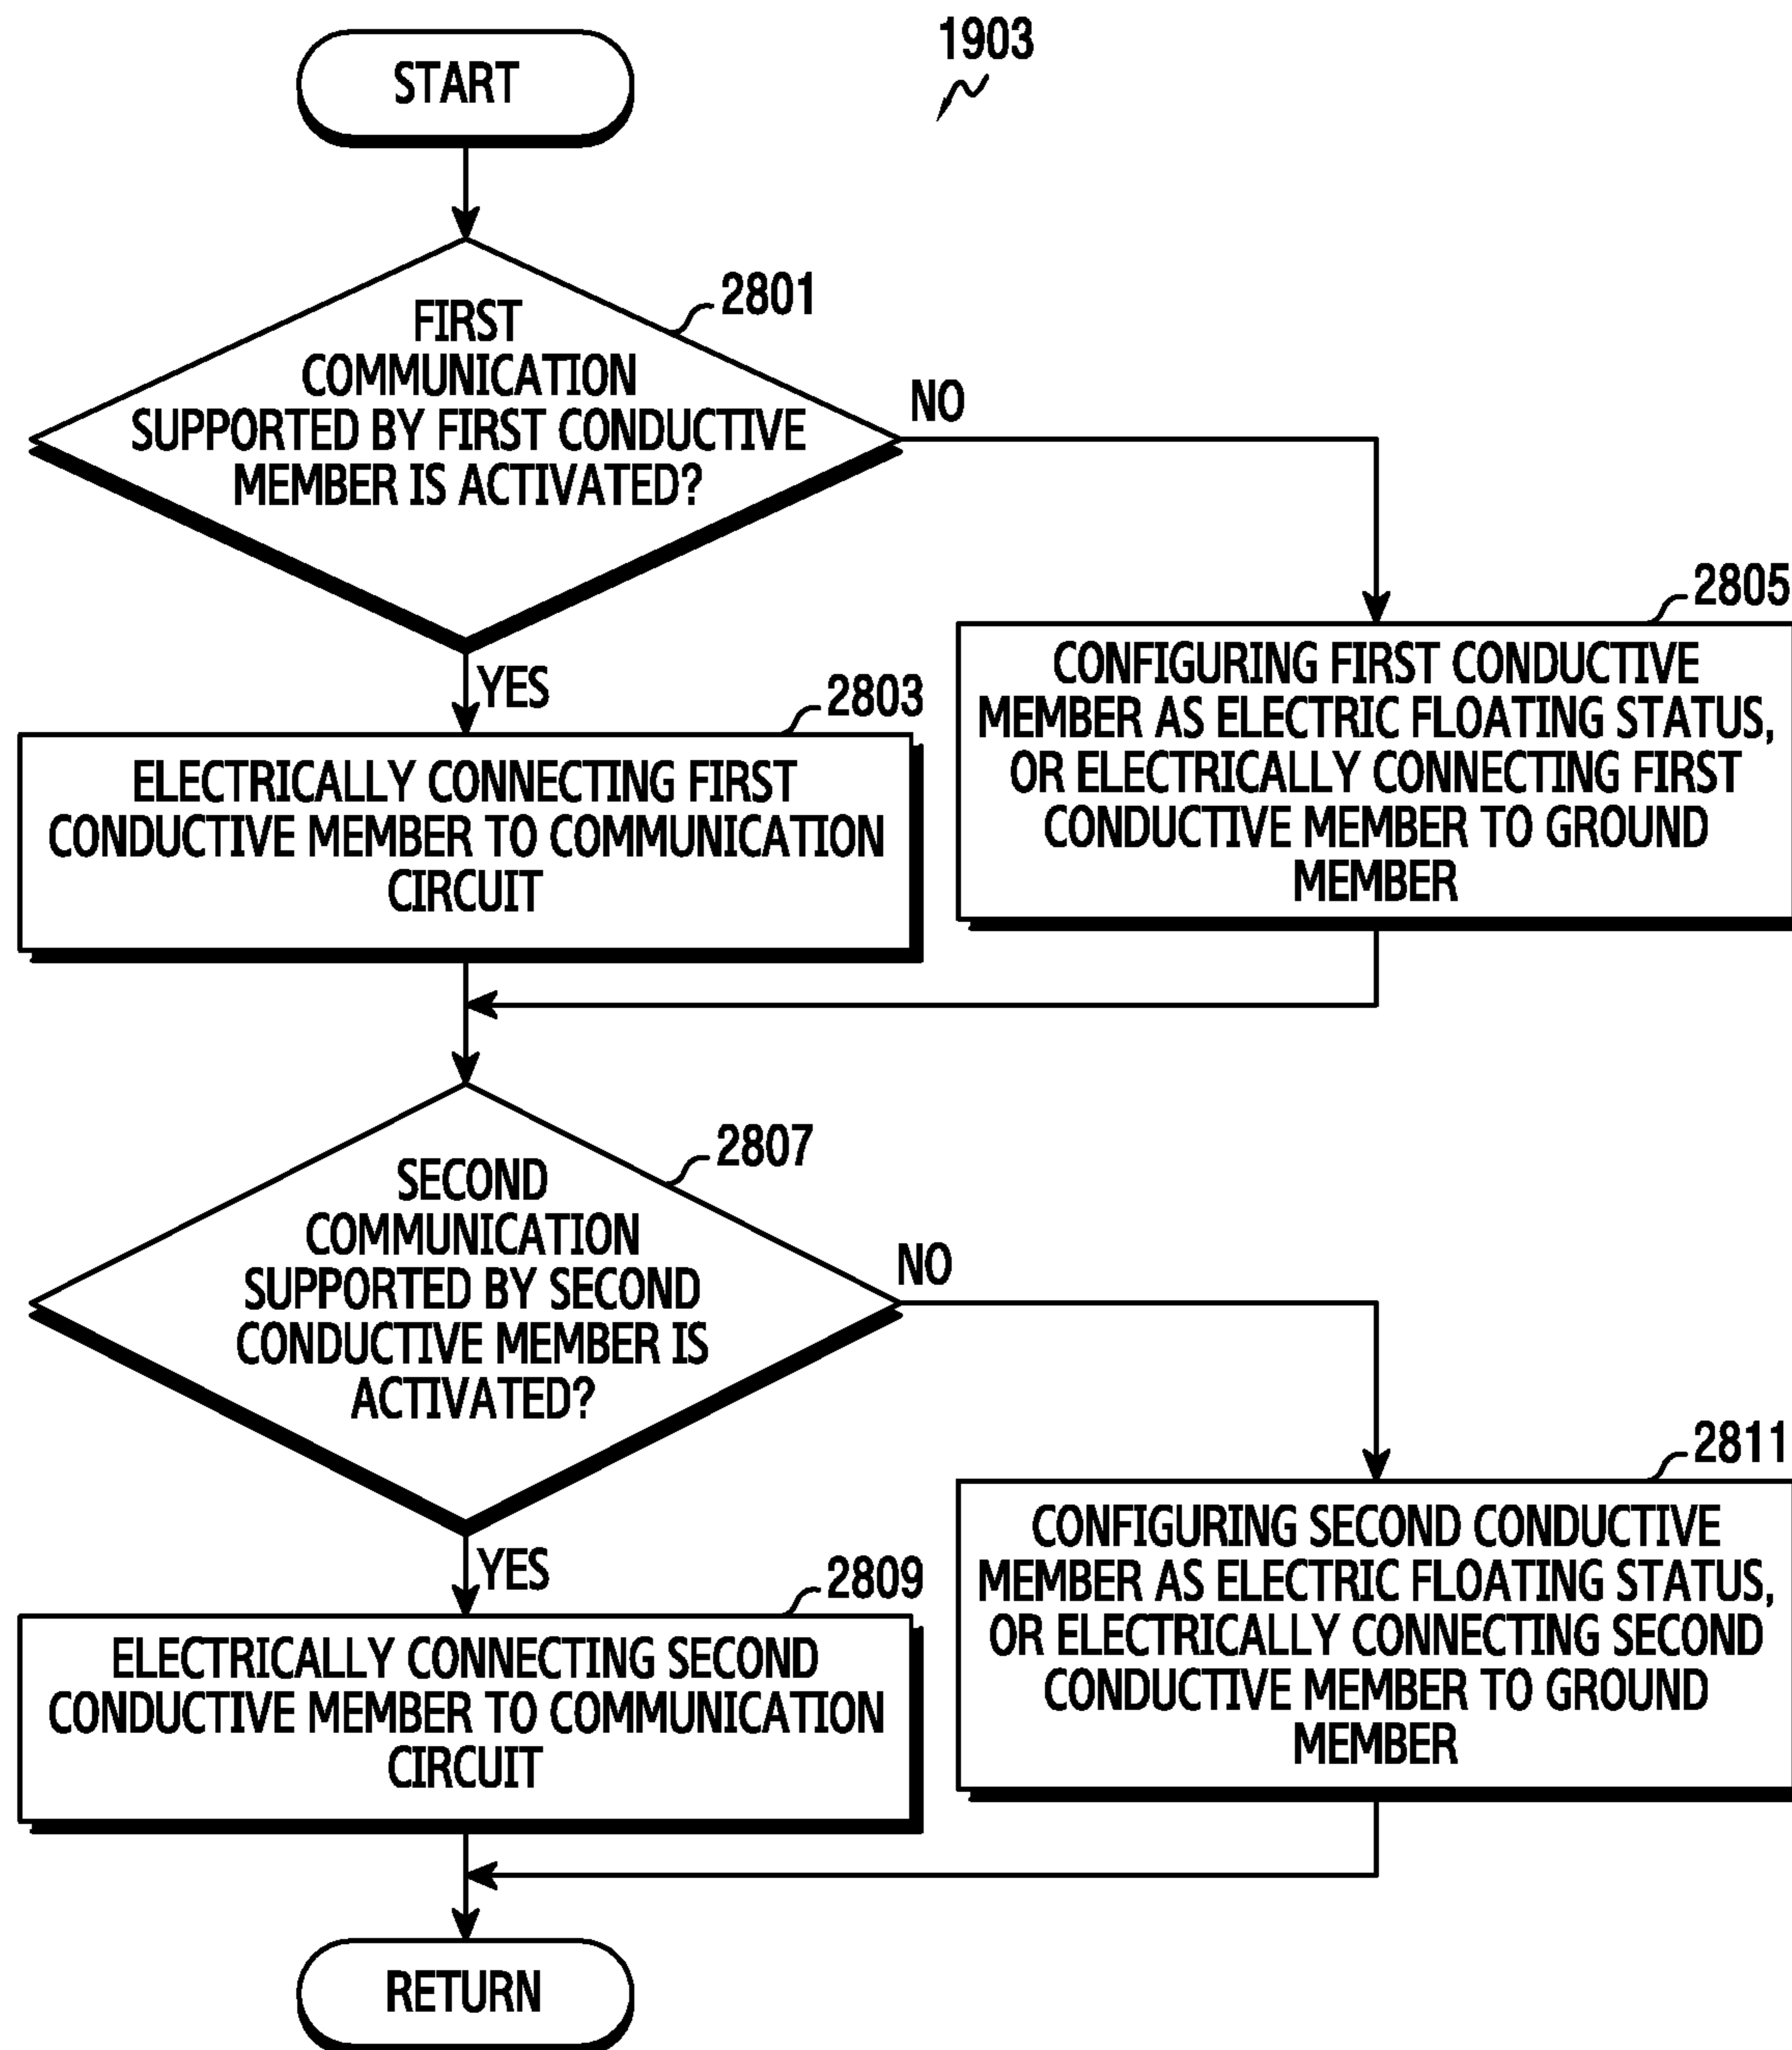 START
1903
2801
FIRST
COMMUNICATION
SUPPORTED BY FIRST CONDUCTIVE
MEMBER IS ACTIVATED?
NO
YES
2803
ELECTRICALLY CONNECTING FIRST
CONDUCTIVE MEMBER TO COMMUNICATION
CIRCUIT
2805
CONFIGURING FIRST CONDUCTIVE
MEMBER AS ELECTRIC FLOATING STATUS,
OR ELECTRICALLY CONNECTING FIRST
CONDUCTIVE MEMBER TO GROUND
MEMBER
2807
SECOND
COMMUNICATION
SUPPORTED BY SECOND
CONDUCTIVE MEMBER IS
ACTIVATED?
NO
YES
2809
ELECTRICALLY CONNECTING SECOND
CONDUCTIVE MEMBER TO COMMUNICATION
CIRCUIT
2811
CONFIGURING SECOND CONDUCTIVE
MEMBER AS ELECTRIC FLOATING STATUS,
OR ELECTRICALLY CONNECTING SECOND
CONDUCTIVE MEMBER TO GROUND
MEMBER
RETURN